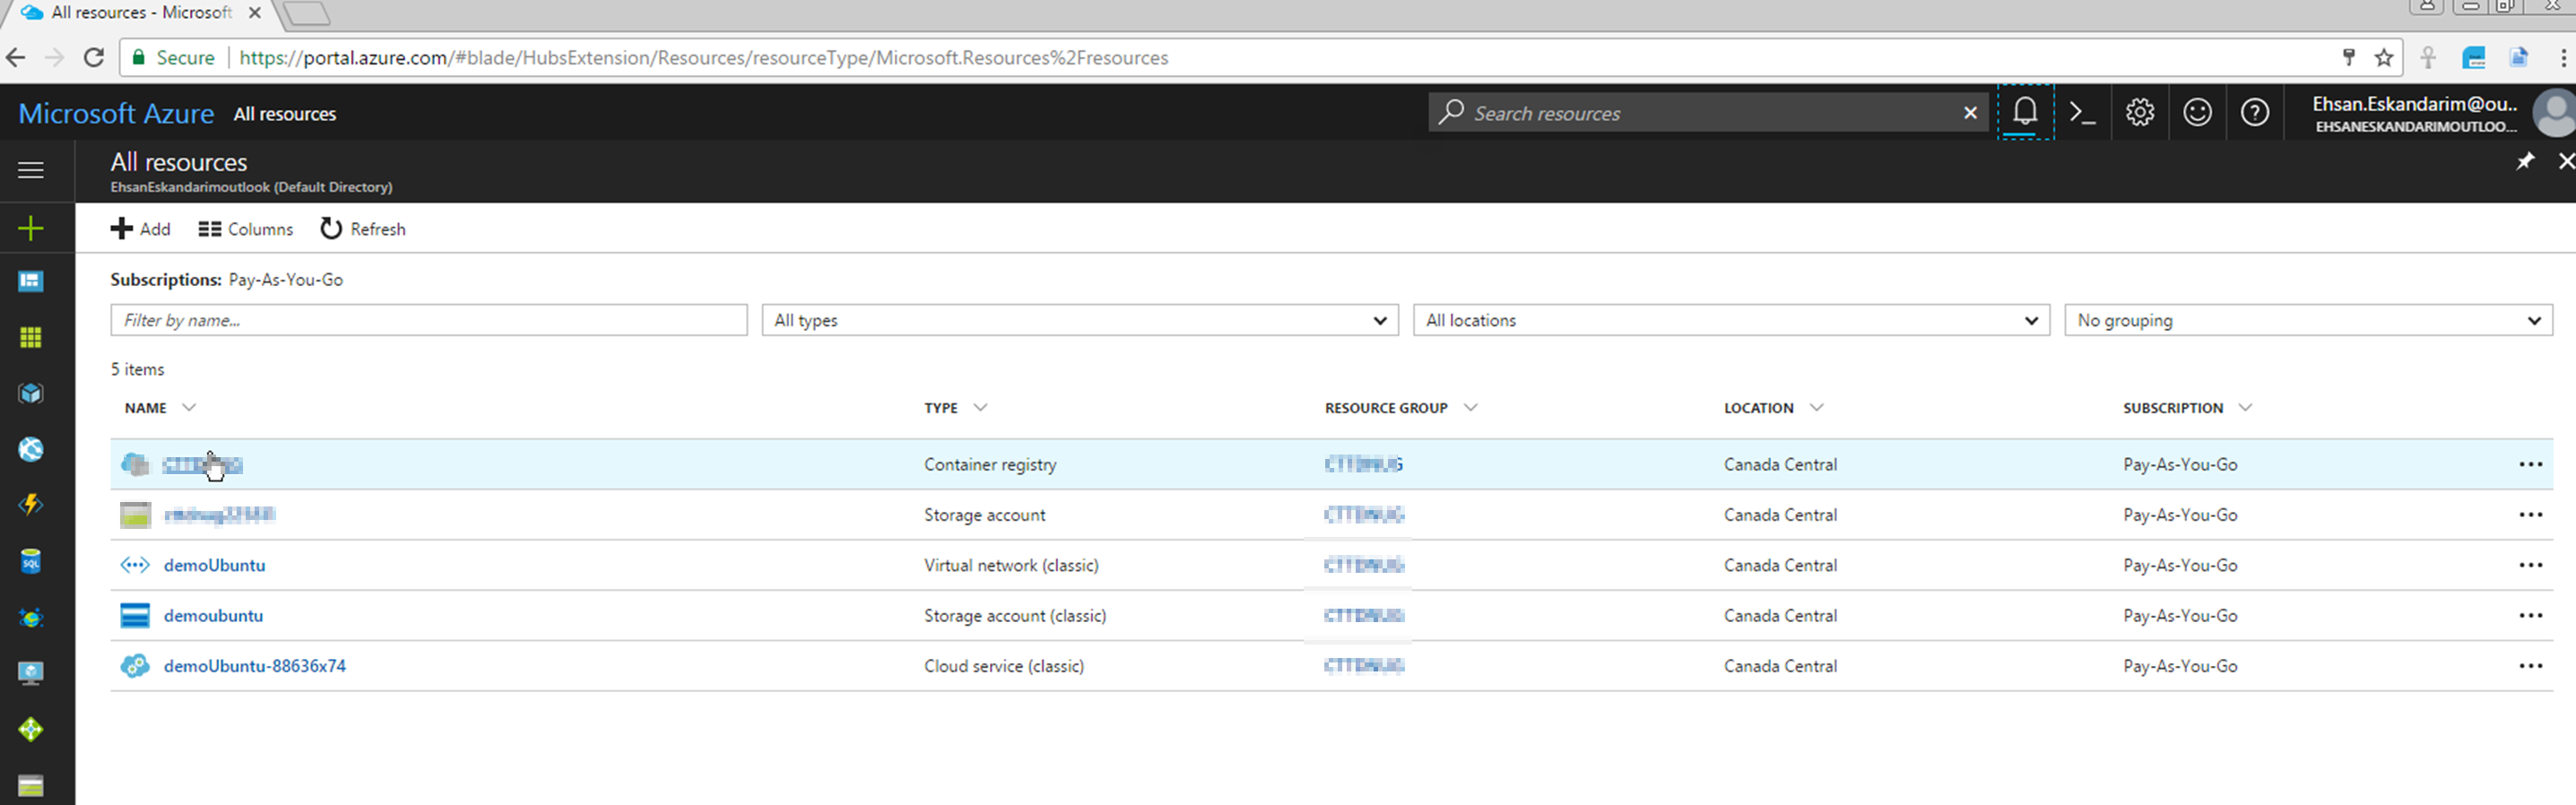 All resources - Microsoft
Secure https://portal.azure.com/#blade/HubsExtension/Resources/resourceType/Microsoft.Resources%2Fresources
Microsoft Azure All resources Search resources Ehsan.Eskandarim@ou..
EHSANESKANDARIMOUTLOO...
All resources
EhsanEskandarimoutlook (Default Directory)
Add Columns Refresh
Subscriptions: Pay-As-You-Go
Filter by name... All types All locations No grouping
5 items
NAME TYPE RESOURCE GROUP LOCATION SUBSCRIPTION
Container registry Canada Central Pay-As-You-Go
Storage account Canada Central Pay-As-You-Go
demoUbuntu Virtual network (classic) Canada Central Pay-As-You-Go
demoubuntu Storage account (classic) Canada Central Pay-As-You-Go
demoUbuntu-88636x74 Cloud service (classic) Canada Central Pay-As-You-Go
SQL